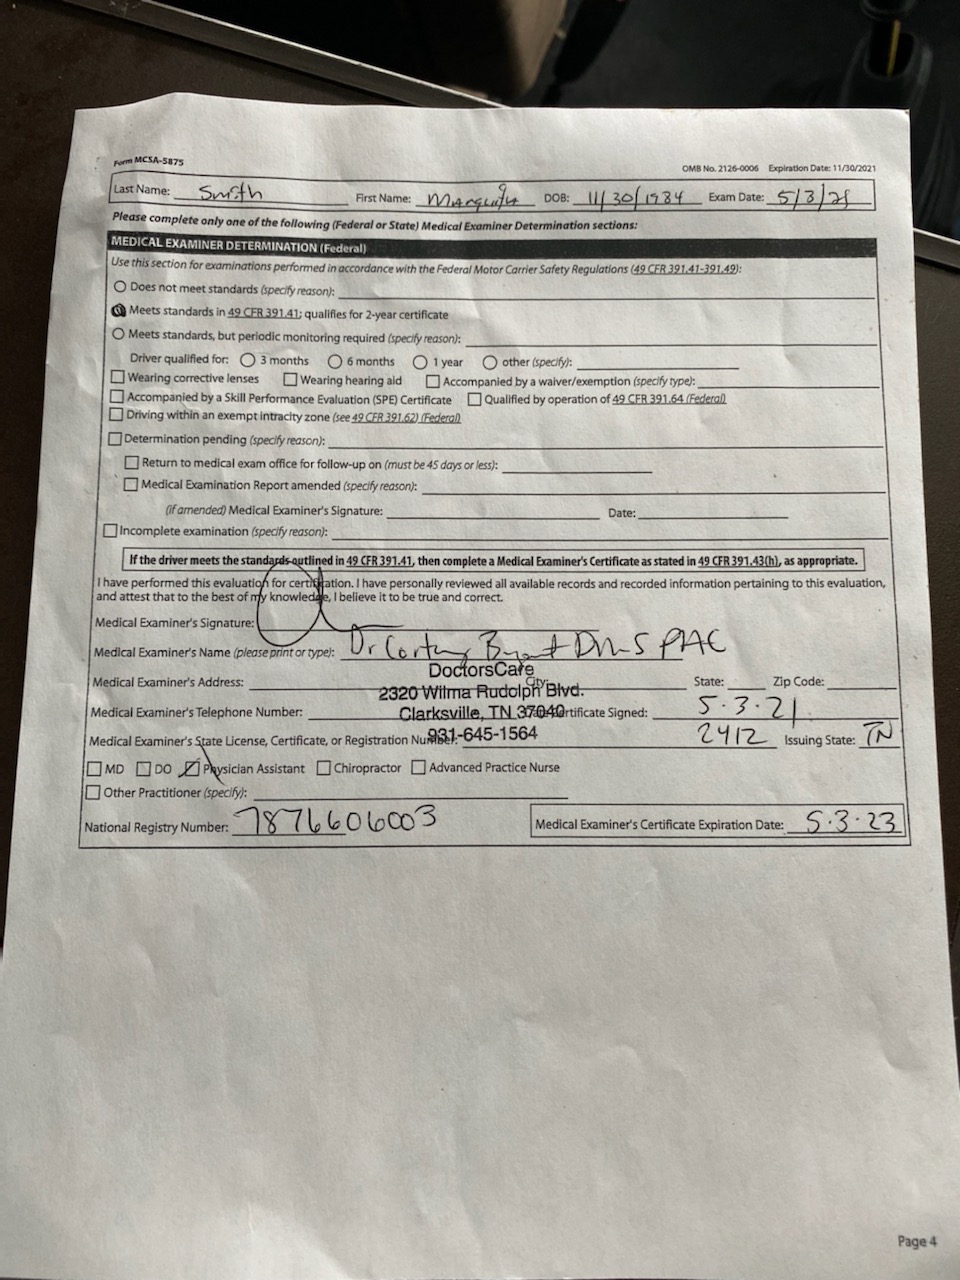 Form MCSA-5875
OMB No. 2126-0006 Expiration Date: 11/30/2021
Last Name: Smith First Name: DOB: 11/30/1984 Exam Date: 5/3/21
Please complete only one of the following (Federal or State) Medical Examiner Determination sections:
MEDICAL EXAMINER DETERMINATION (Federal)
Use this section for examinations performed in accordance with the Federal Motor Carrier Safety Regulations (49 CFR 391.41-391.49):
Does not meet standards (specify reason):
Meets standards in 49 CFR 391.41; qualifies for 2-year certificate
Meets standards, but periodic monitoring required (specify reason):
Driver qualified for: 3 months 6 months 1 year other (specify):
Wearing corrective lenses Wearing hearing aid Accompanied by a waiver/exemption (specify type):
Accompanied by a Skill Performance Evaluation (SPE) Certificate Qualified by operation of 49 CFR 391.64 (Federal)
Driving within an exempt intracity zone (see 49 CFR 391.62) (Federal)
Determination pending (specify reason):
Return to medical exam office for follow-up on (must be 45 days or less):
Medical Examination Report amended (specify reason):
(if amended) Medical Examiner's Signature: Date:
Incomplete examination (specify reason):
If the driver meets the standards outlined in 49 CFR 391.41, then complete a Medical Examiner's Certificate as stated in 49 CFR 391.43(h), as appropriate.
I have performed this evaluation for certification. I have personally reviewed all available records and recorded information pertaining to this evaluation,
and attest that to the best of my knowledge, I believe it to be true and correct.
Medical Examiner's Signature:
Medical Examiner's Name (please print or type): Dr PAC
DoctorsCare
Medical Examiner's Address: City: State: Zip Code:
2320 Wilma Rudolph Blvd.
Medical Examiner's Telephone Number: Certificate Signed: 5.3.21
Clarksville, TN 37040
Medical Examiner's State License, Certificate, or Registration Number: 2412 Issuing State: TN
931-645-1564
MD DO Physician Assistant Chiropractor Advanced Practice Nurse
Other Practitioner (specify):
National Registry Number: 7876606003 Medical Examiner's Certificate Expiration Date: 5.3.23
Page 4